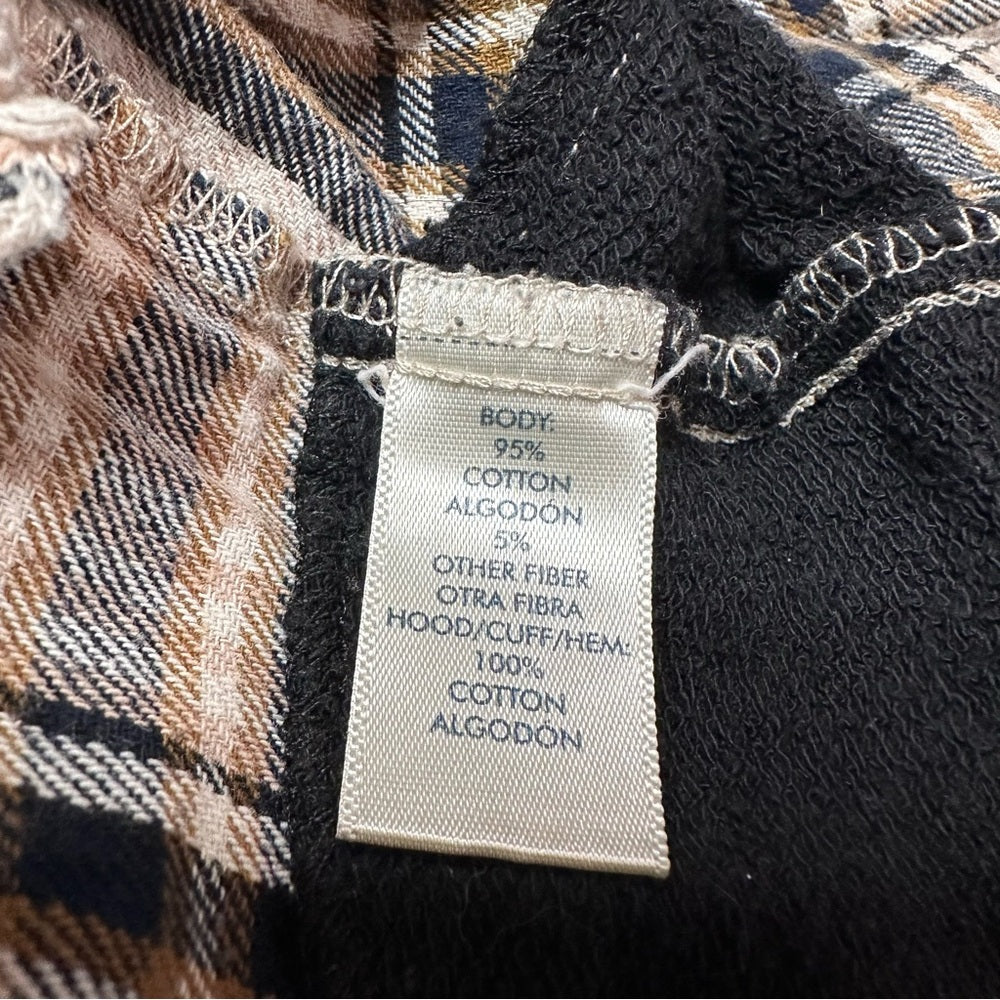 BODY:
95%
COTTON
ALGODÓN
5%
OTHER FIBER
OTRA FIBRA
HOOD/CUFF/HEM:
100%
COTTON
ALGODÓN